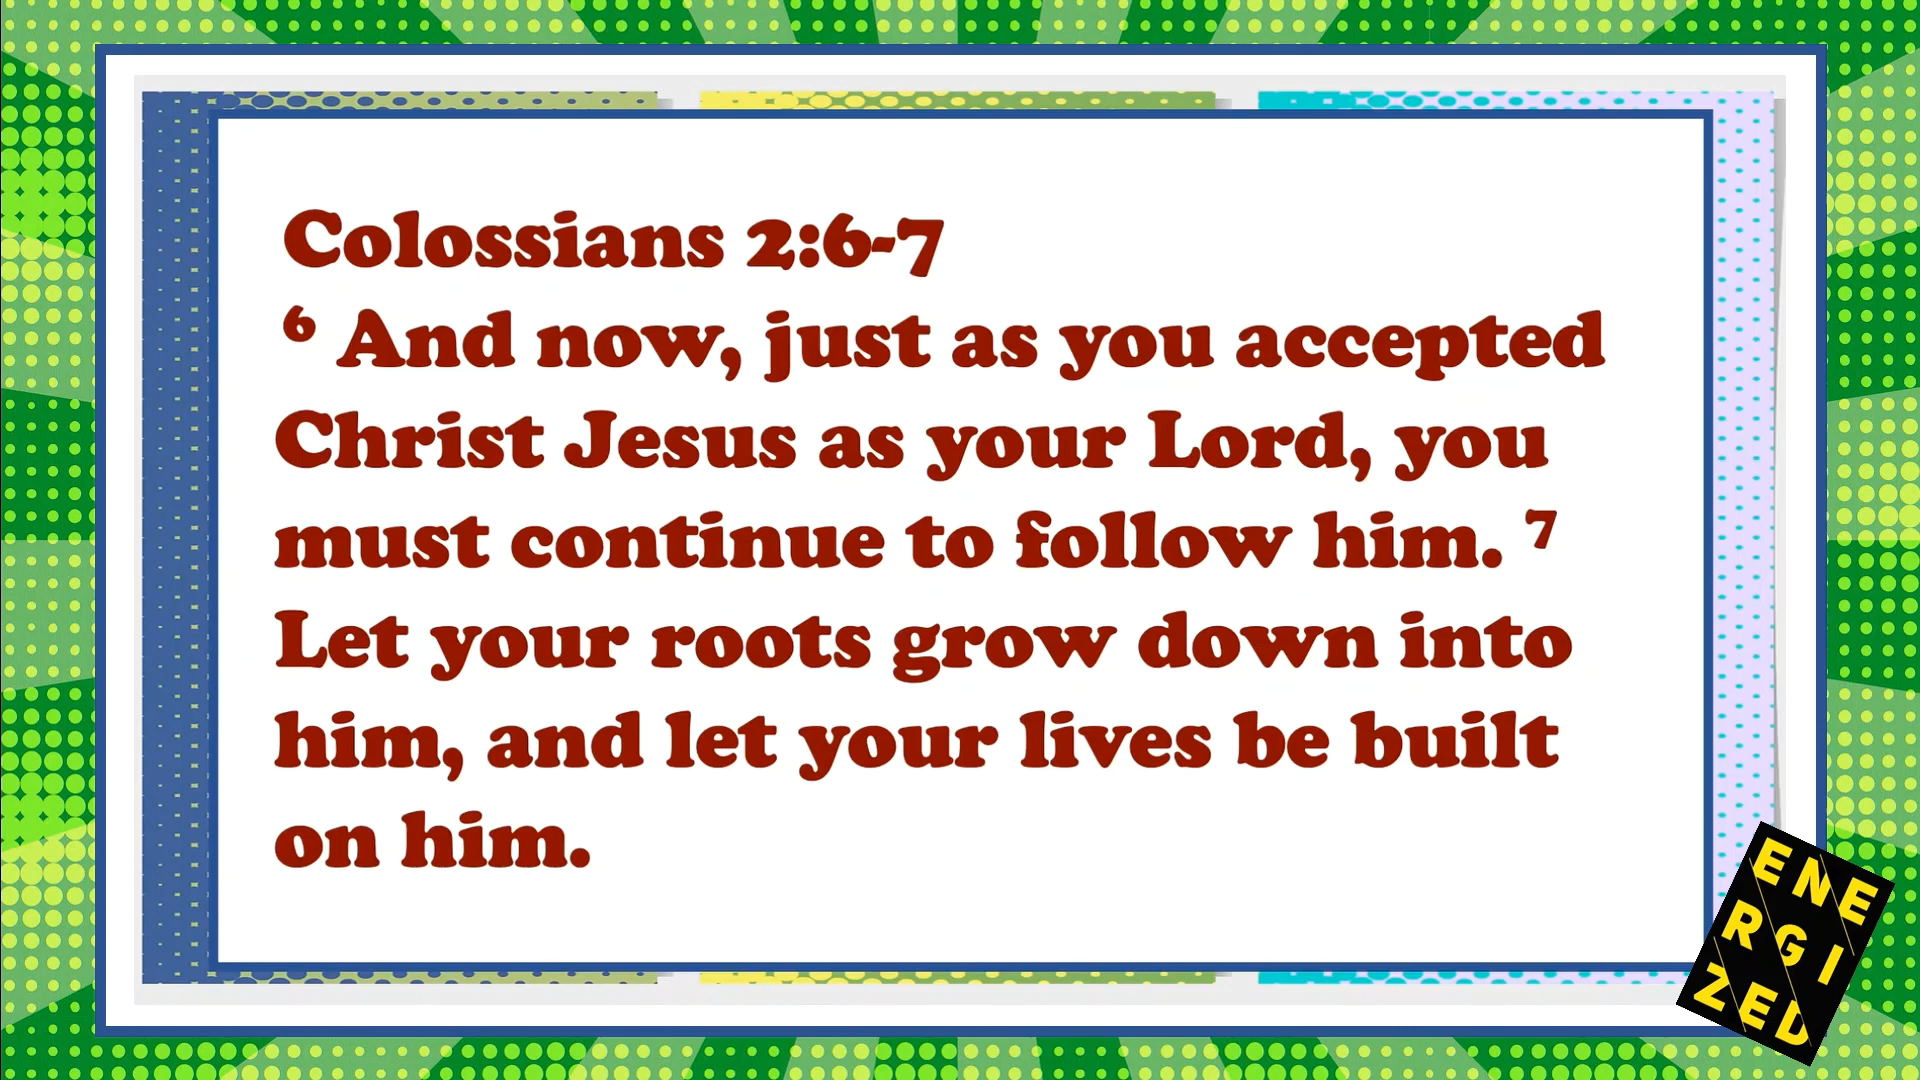 Colossians 2:6-7
⁶ And now, just as you accepted
Christ Jesus as your Lord, you
must continue to follow him. ⁷
Let your roots grow down into
him, and let your lives be built
on him.
ENE
RGI
ZED